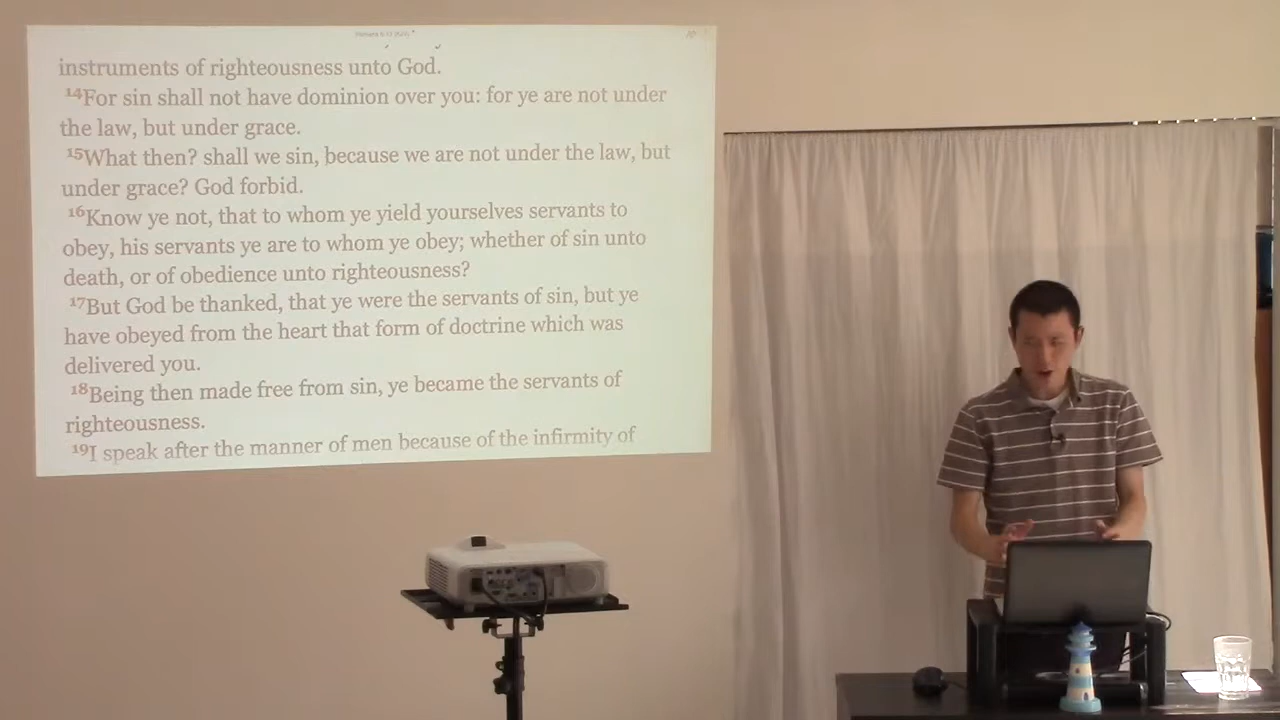 instruments of righteousness unto God.
14For sin shall not have dominion over you: for ye are not under
the law, but under grace.
15What then? shall we sin, because we are not under the law, but
under grace? God forbid.
16Know ye not, that to whom ye yield yourselves servants to
obey, his servants ye are to whom ye obey; whether of sin unto
death, or of obedience unto righteousness?
17But God be thanked, that ye were the servants of sin, but ye
have obeyed from the heart that form of doctrine which was
delivered you.
18Being then made free from sin, ye became the servants of
righteousness.
19I speak after the manner of men because of the infirmity of